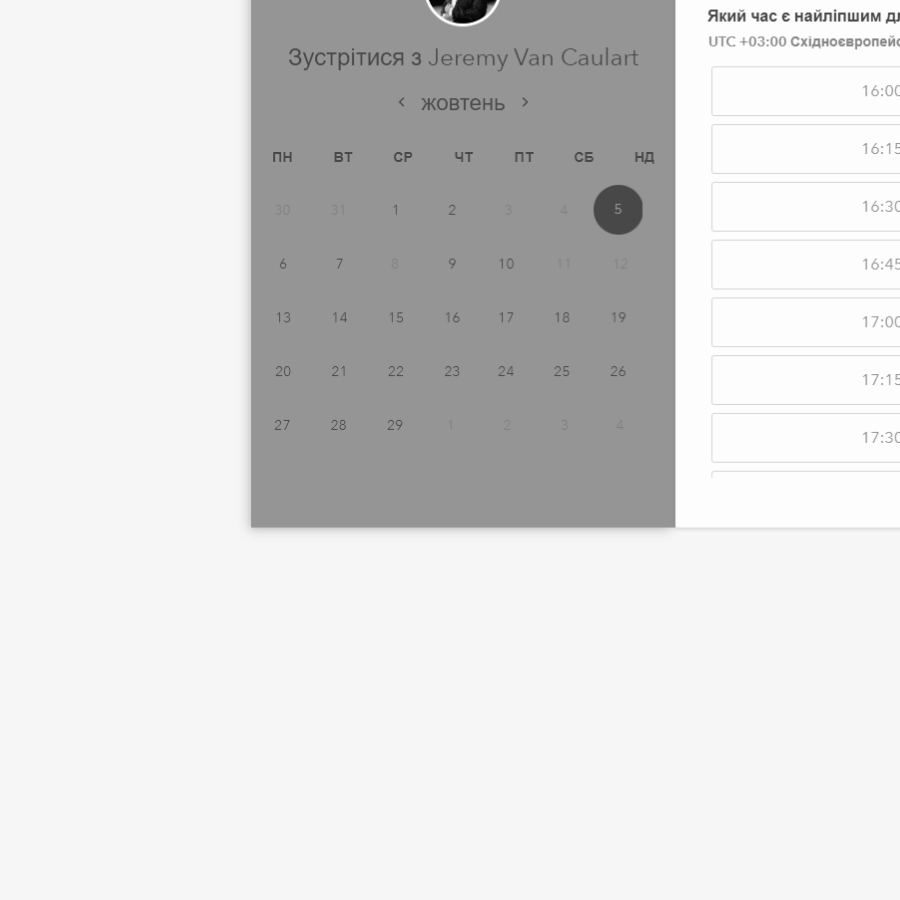 Зустрітися з Jeremy Van Caulart
‹ жовтень ›
ПН ВТ СР ЧТ ПТ СБ НД
30 31 1 2 3 4 5
6 7 8 9 10 11 12
13 14 15 16 17 18 19
20 21 22 23 24 25 26
27 28 29 1 2 3 4
Який час є найліпшим
UTC +03:00
16:00
16:15
16:30
16:45
17:00
17:15
17:30